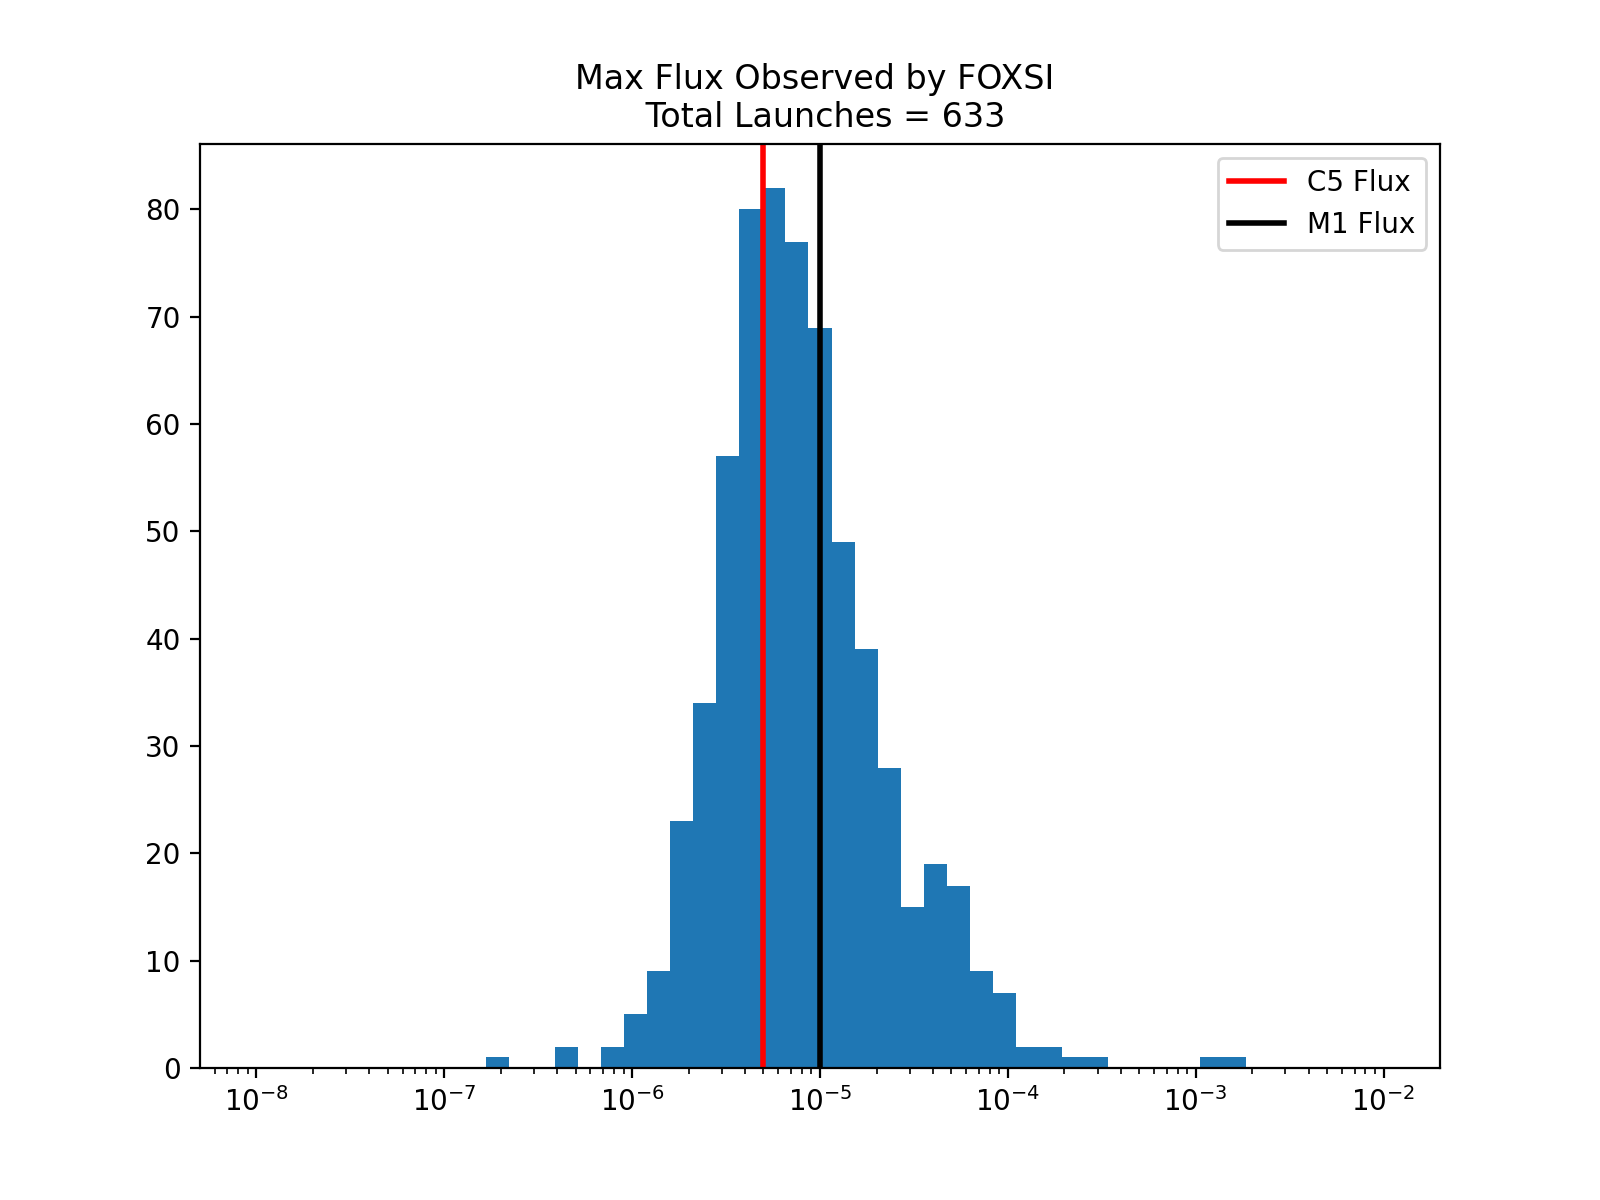 Max Flux Observed by FOXSI
Total Launches = 633
C5 Flux
M1 Flux
80
70
60
50
40
30
20
10
0
10⁻⁸ 10⁻⁷ 10⁻⁶ 10⁻⁵ 10⁻⁴ 10⁻³ 10⁻²